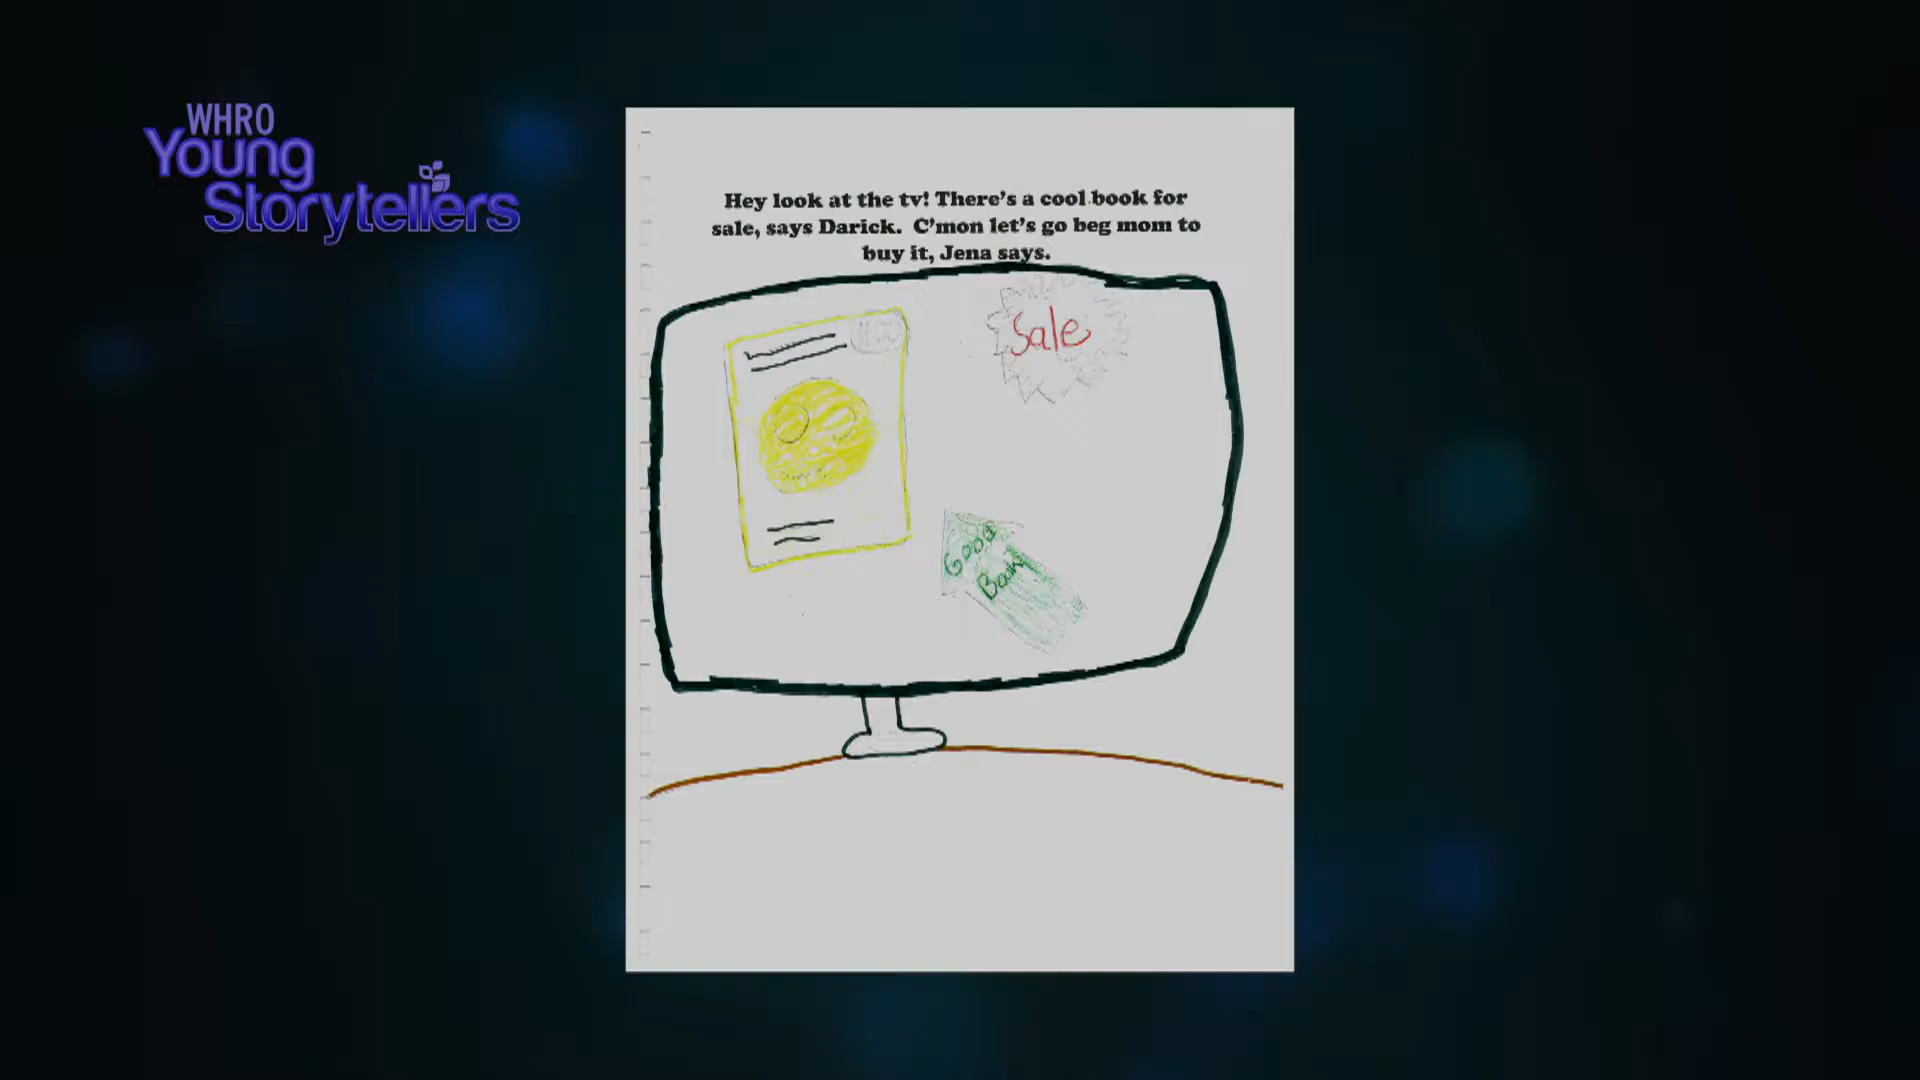 WHRO
Young
Storytellers
Hey look at the tv! There's a cool book for
sale, says Darick.  C'mon let's go beg mom to
buy it, Jena says.
Sale
Good